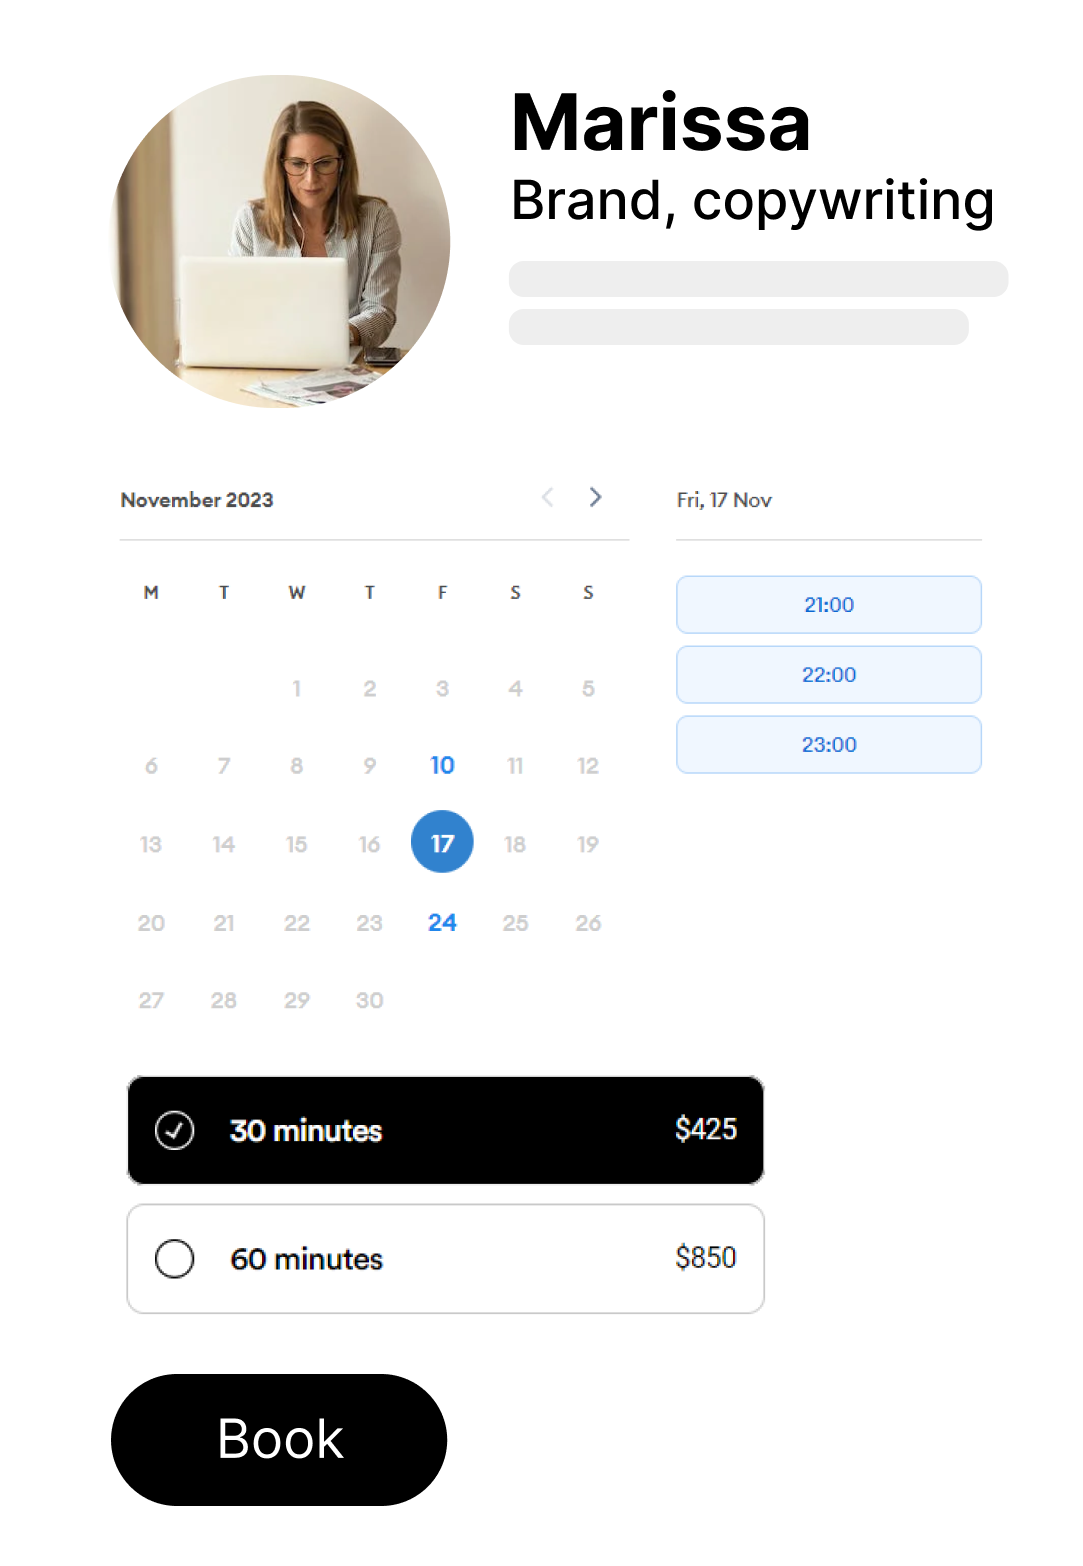 Marissa
Brand, copywriting
November 2023
M T W T F S S
1 2 3 4 5
6 7 8 9 10 11 12
13 14 15 16 17 18 19
20 21 22 23 24 25 26
27 28 29 30
Fri, 17 Nov
21:00
22:00
23:00
30 minutes $425
60 minutes $850
Book